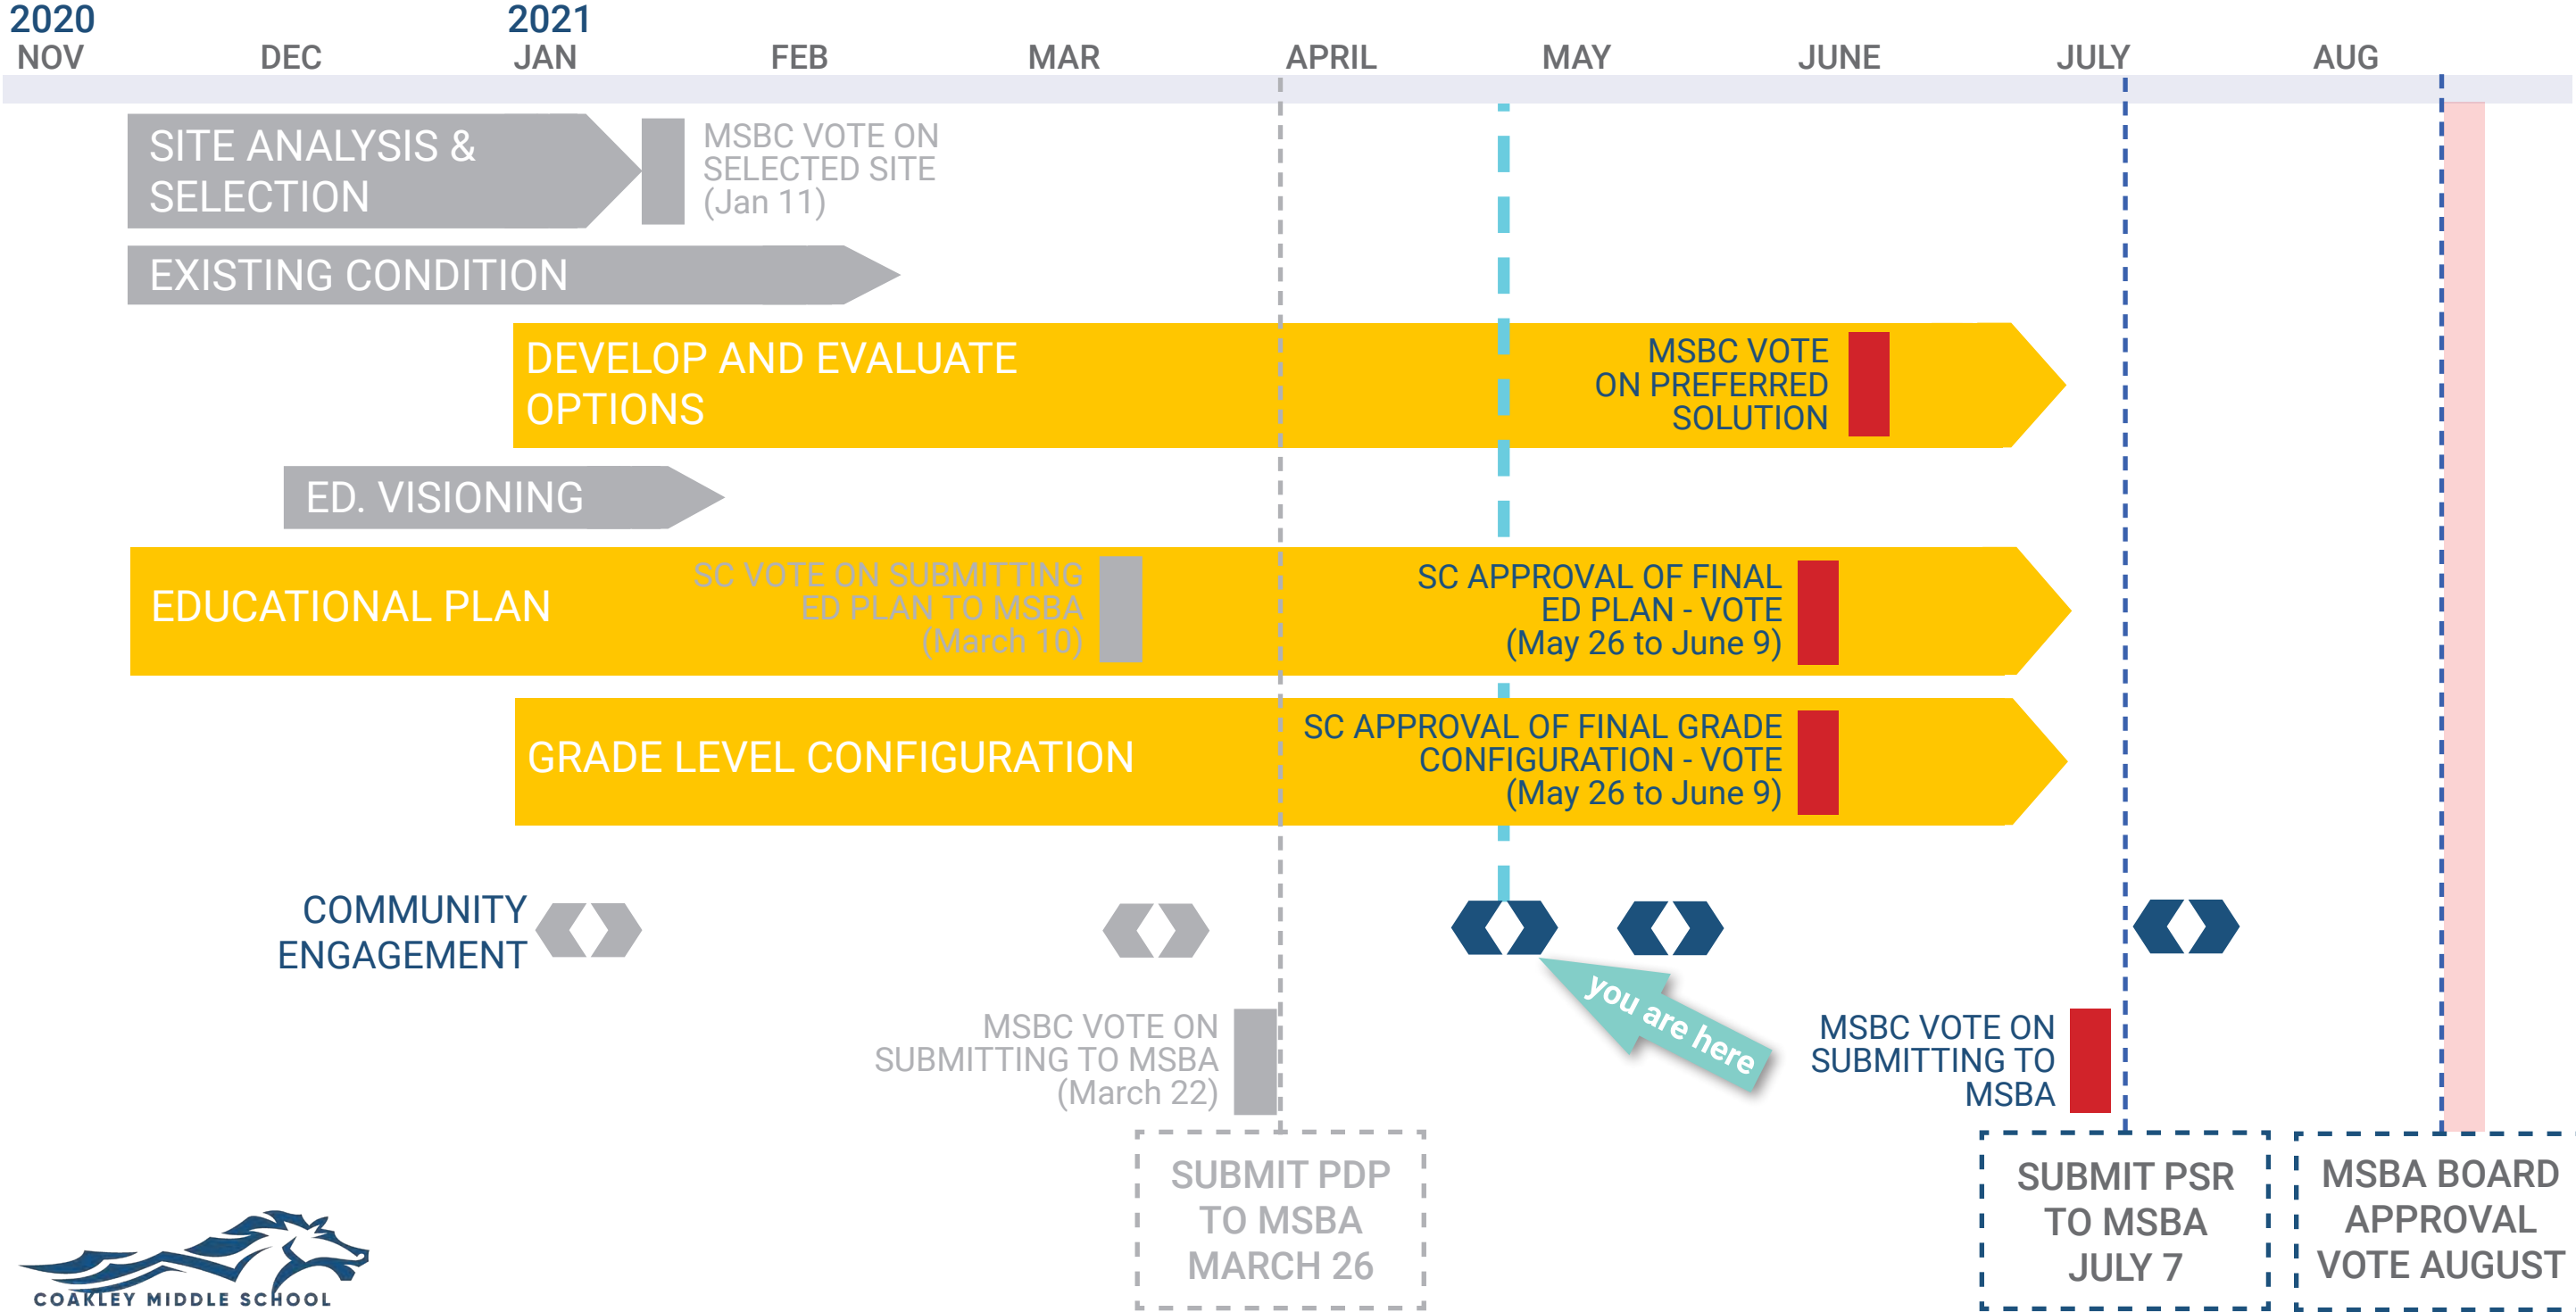 2020
2021
NOV
DEC
JAN
FEB
MAR
APRIL
MAY
JUNE
JULY
AUG
SITE ANALYSIS &
SELECTION
MSBC VOTE ON
SELECTED SITE
(Jan 11)
EXISTING CONDITION
DEVELOP AND EVALUATE
OPTIONS
MSBC VOTE
ON PREFERRED
SOLUTION
ED. VISIONING
EDUCATIONAL PLAN
SC VOTE ON SUBMITTING
ED PLAN TO MSBA
(March 10)
SC APPROVAL OF FINAL
ED PLAN - VOTE
(May 26 to June 9)
GRADE LEVEL CONFIGURATION
SC APPROVAL OF FINAL GRADE
CONFIGURATION - VOTE
(May 26 to June 9)
COMMUNITY
ENGAGEMENT
you are here
MSBC VOTE ON
SUBMITTING TO MSBA
(March 22)
MSBC VOTE ON
SUBMITTING TO
MSBA
SUBMIT PDP
TO MSBA
MARCH 26
SUBMIT PSR
TO MSBA
JULY 7
MSBA BOARD
APPROVAL
VOTE AUGUST
COAKLEY MIDDLE SCHOOL